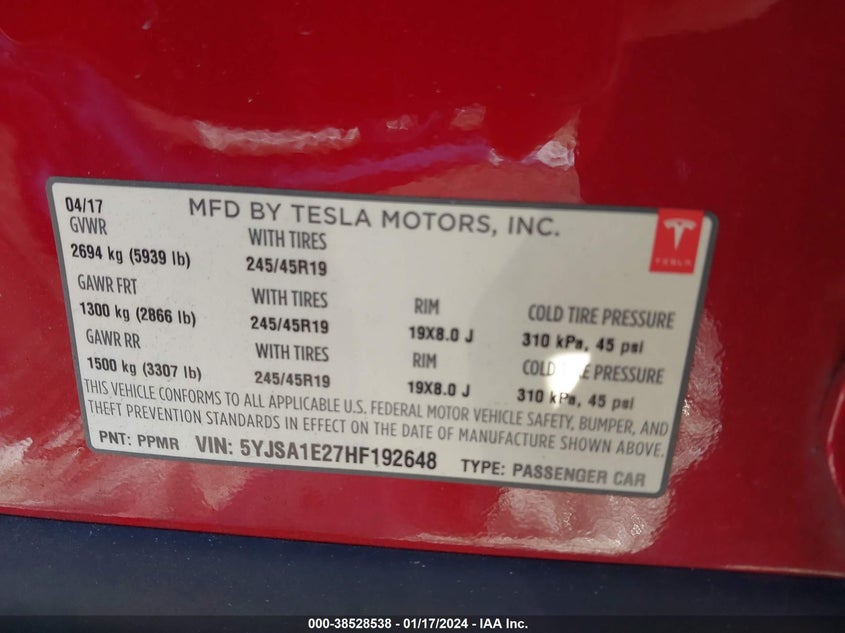 04/17 MFD BY TESLA MOTORS, INC.
GVWR WITH TIRES
2694 kg (5939 lb) 245/45R19
TESLA
GAWR FRT WITH TIRES RIM COLD TIRE PRESSURE
1300 kg (2866 lb) 245/45R19 19X8.0 J 310 kPa, 45 psi
GAWR RR WITH TIRES RIM COLD TIRE PRESSURE
1500 kg (3307 lb) 245/45R19 19X8.0 J 310 kPa, 45 psi
THIS VEHICLE CONFORMS TO ALL APPLICABLE U.S. FEDERAL MOTOR VEHICLE SAFETY, BUMPER, AND
THEFT PREVENTION STANDARDS IN EFFECT ON THE DATE OF MANUFACTURE SHOWN ABOVE.
PNT: PPMR VIN: 5YJSA1E27HF192648 TYPE: PASSENGER CAR
000-38528538 - 01/17/2024 - IAA Inc.